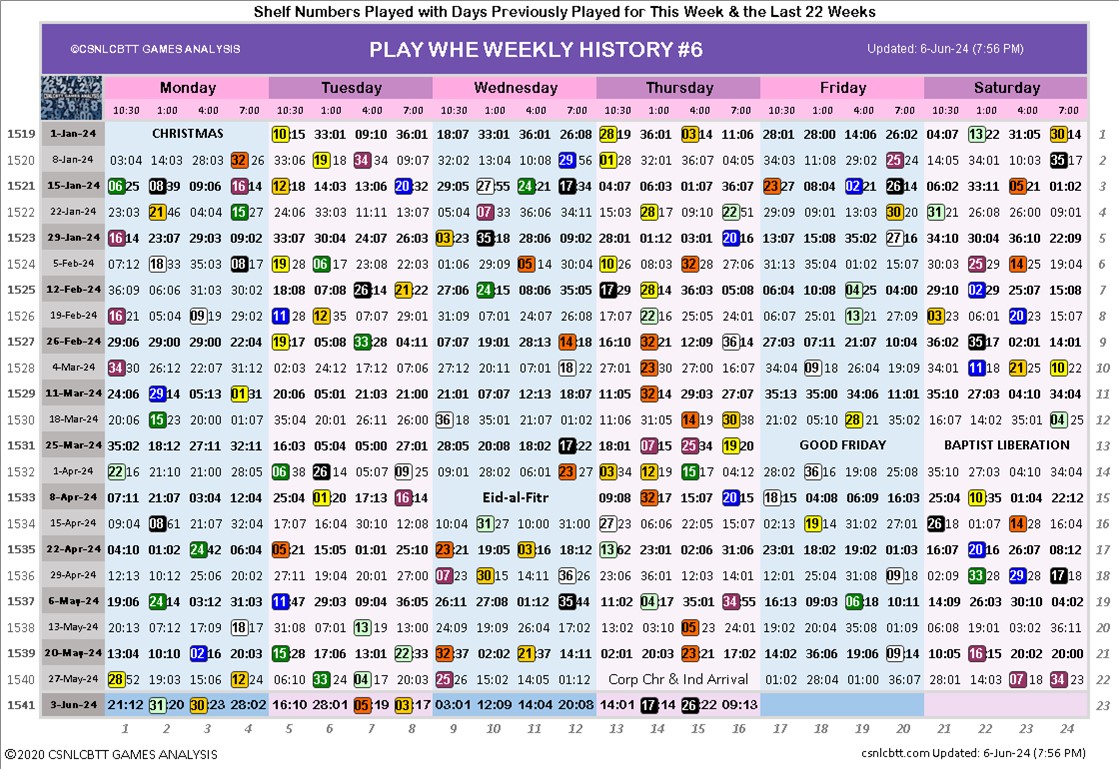 Shelf Numbers Played with Days Previously Played for This Week & the Last 22 Weeks
©CSNLCBTT GAMES ANALYSIS PLAY WHE WEEKLY HISTORY #6 Updated: 6-Jun-24 (7:56 PM)
Monday Tuesday Wednesday Thursday Friday Saturday
10:30 1:00 4:00 7:00 10:30 1:00 4:00 7:00 10:30 1:00 4:00 7:00 10:30 1:00 4:00 7:00 10:30 1:00 4:00 7:00 10:30 1:00 4:00 7:00
1519 1-Jan-24 CHRISTMAS 10:15 33:01 09:10 36:01 18:07 33:01 36:01 26:08 28:19 36:01 03:14 11:06 28:01 28:00 14:06 26:02 04:07 13:22 31:05 30:14 1
1520 8-Jan-24 03:04 14:03 28:03 32:26 33:06 19:18 34:34 09:07 32:02 13:04 10:08 29:56 01:28 32:01 36:07 04:05 34:03 11:08 29:02 25:24 14:05 34:01 10:03 35:17 2
1521 15-Jan-24 06:25 08:39 09:06 16:14 12:18 14:03 13:06 20:32 29:05 27:55 24:21 17:34 04:07 06:03 07:01 36:07 23:27 08:04 02:21 26:14 06:02 33:11 05:21 01:02 3
1522 22-Jan-24 23:03 21:46 04:04 15:27 24:06 33:03 11:11 13:07 05:04 07:33 36:06 34:11 15:03 28:17 09:10 22:51 29:09 09:01 13:03 30:20 31:21 26:08 26:00 09:01 4
1523 29-Jan-24 16:14 23:07 29:03 09:02 33:07 30:04 24:07 26:03 03:23 35:18 28:06 09:02 28:01 01:12 03:01 20:16 13:07 15:08 35:02 27:16 34:10 30:04 36:10 22:09 5
1524 5-Feb-24 07:12 18:33 35:03 08:17 19:28 06:17 23:08 22:03 01:06 29:09 05:14 30:04 10:26 08:03 32:28 27:06 31:13 35:04 01:02 15:07 30:03 25:29 14:25 19:04 6
1525 12-Feb-24 36:09 06:06 31:03 30:02 18:08 07:08 26:14 21:22 27:06 24:15 08:06 35:05 17:29 28:14 36:03 05:08 06:04 10:08 04:25 04:00 29:10 02:29 25:07 15:08 7
1526 19-Feb-24 16:21 05:04 09:19 29:02 11:28 12:35 07:07 29:01 31:09 07:01 24:07 26:08 17:07 22:16 25:05 24:01 06:07 25:01 13:21 27:09 03:23 06:01 20:23 15:07 8
1527 26-Feb-24 29:06 29:00 29:00 22:04 19:17 05:08 33:28 04:11 07:07 19:01 28:13 14:18 16:10 32:21 12:09 36:14 27:03 07:11 21:07 10:04 36:02 35:17 02:01 14:01 9
1528 4-Mar-24 34:30 26:12 07:07 31:12 02:03 24:12 17:12 07:06 27:12 20:11 07:01 18:22 27:01 23:30 27:01 07:05 34:04 09:18 26:04 19:09 34:01 11:18 21:25 10:22 10
1529 11-Mar-24 24:06 29:14 07:13 01:31 20:06 05:01 21:03 21:00 21:01 07:07 12:13 18:07 11:05 32:14 29:03 27:07 35:13 35:00 34:06 11:01 35:10 27:03 04:10 34:04 11
1530 18-Mar-24 20:06 15:23 20:00 01:07 35:04 20:01 26:11 26:00 36:18 35:01 21:07 01:12 11:06 31:05 14:19 30:38 21:02 05:10 28:21 35:02 16:07 14:02 35:01 04:25 12
1531 25-Mar-24 35:02 18:12 27:11 32:11 16:03 05:04 05:00 27:01 28:05 20:08 18:02 17:22 18:01 07:15 25:34 19:20 GOOD FRIDAY BAPTIST LIBERATION 13
1532 1-Apr-24 22:16 21:10 21:00 28:05 06:38 26:14 05:07 09:25 09:01 28:02 06:01 23:27 03:34 12:19 15:17 04:12 28:02 36:16 19:08 25:08 35:10 27:03 04:10 34:04 14
1533 8-Apr-24 07:11 21:07 03:04 12:04 25:04 01:20 17:13 16:14 Eid-al-Fitr 09:08 32:17 15:07 20:15 18:15 04:08 06:09 16:03 25:04 10:35 01:04 22:12 15
1534 15-Apr-24 09:04 08:61 21:07 32:04 17:07 16:04 30:10 12:08 10:04 31:27 10:00 31:00 27:23 06:06 22:05 15:07 02:13 19:14 31:02 27:01 26:18 01:07 14:28 16:04 16
1535 22-Apr-24 04:10 01:02 24:42 06:04 05:21 15:05 01:01 25:10 23:21 19:05 03:16 18:12 13:62 23:01 02:06 31:06 23:01 18:02 19:02 01:03 16:07 20:16 26:07 08:12 17
1536 29-Apr-24 12:13 10:12 25:06 20:02 27:11 19:04 20:01 27:00 07:23 30:15 14:11 36:26 23:06 36:01 12:03 14:01 12:01 31:08 31:00 09:18 02:09 33:28 29:28 17:18 18
1537 6-May-24 19:06 24:14 03:12 31:03 11:47 29:03 09:04 36:05 26:11 27:08 01:12 35:44 11:02 04:17 35:01 34:55 16:13 09:03 06:18 10:11 14:09 26:03 30:10 04:02 19
1538 13-May-24 20:13 07:12 17:09 18:17 31:08 07:01 13:19 13:00 24:09 19:09 26:04 17:02 13:02 03:10 05:23 24:01 19:02 20:04 35:08 01:09 06:08 19:01 03:02 36:11 20
1539 20-May-24 13:04 10:10 02:16 20:03 15:28 17:06 13:01 22:33 32:37 02:02 21:37 14:11 02:01 20:03 23:21 17:02 14:02 36:06 19:06 09:14 10:05 16:15 20:02 20:00 21
1540 27-May-24 28:52 19:03 15:06 12:24 06:10 33:24 04:17 20:03 25:26 15:02 22:05 01:12 Corp Chr & Ind Arrival 01:02 28:04 01:00 36:07 28:01 14:03 07:18 34:23 22
1541 3-Jun-24 21:12 31:20 30:23 28:02 16:10 28:01 05:19 03:17 03:01 12:09 14:04 20:08 14:01 17:14 26:22 09:13 23
1 2 3 4 5 6 7 8 9 10 11 12 13 14 15 16 17 18 19 20 21 22 23 24
©2020 CSNLCBTT GAMES ANALYSIS csnlcbtt.com Updated: 6-Jun-24 (7:56 PM)